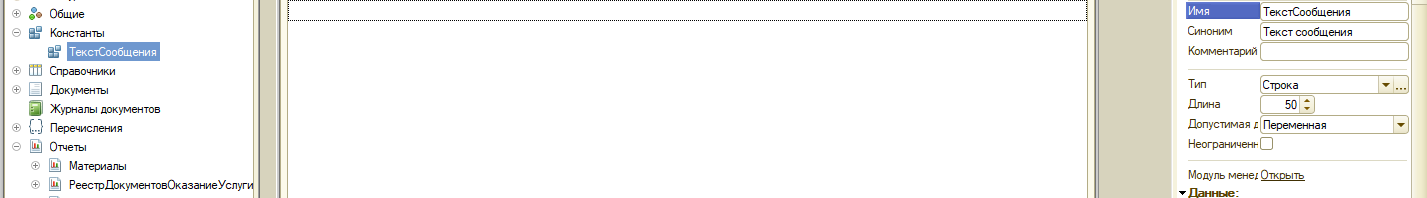 Общие
Константы
ТекстСообщения
Справочники
Документы
Журналы документов
Перечисления
Отчеты
Материалы
РеестрДокументовОказаниеУслуги
Имя ТекстСообщения
Синоним Текст сообщения
Комментарий
Тип Строка ...
Длина 50
Допустимая д Переменная
Неограниченн
Модуль менед Открыть
Данные: